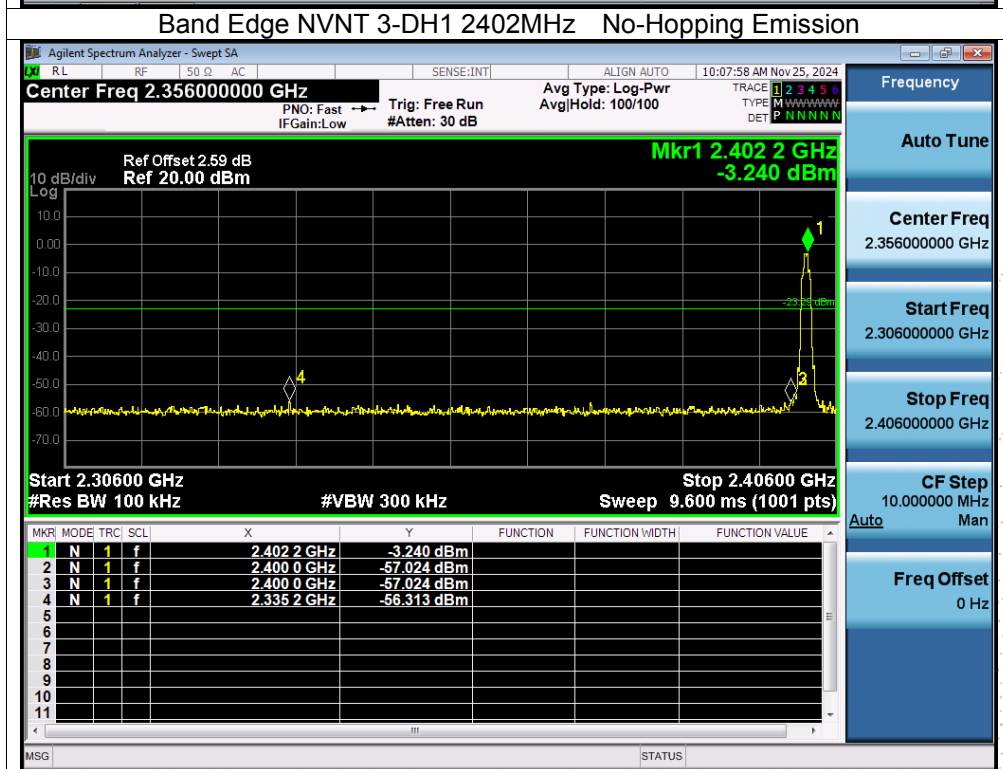 Band Edge NVNT 3-DH1 2402MHz No-Hopping Emission
Agilent Spectrum Analyzer - Swept SA
LXI RL RF 50 Ω AC SENSE:INT ALIGN AUTO 10:07:58 AM Nov 25, 2024
Center Freq 2.356000000 GHz
PNO: Fast
IFGain:Low
Trig: Free Run
#Atten: 30 dB
Avg Type: Log-Pwr
Avg|Hold: 100/100
TRACE 1 2 3 4 5 6
TYPE M WWWWW
DET P N N N N N
Mkr1 2.402 2 GHz
-3.240 dBm
Ref Offset 2.59 dB
10 dB/div Ref 20.00 dBm
Log
10.0
0.00
-10.0
-20.0
-30.0
-40.0
-50.0
-60.0
-70.0
1
-23.29 dBm
4
3
Start 2.30600 GHz Stop 2.40600 GHz
#Res BW 100 kHz #VBW 300 kHz Sweep 9.600 ms (1001 pts)
MKR MODE TRC SCL X Y FUNCTION FUNCTION WIDTH FUNCTION VALUE
1 N 1 f 2.402 2 GHz -3.240 dBm
2 N 1 f 2.400 0 GHz -57.024 dBm
3 N 1 f 2.400 0 GHz -57.024 dBm
4 N 1 f 2.335 2 GHz -56.313 dBm
5
6
7
8
9
10
11
MSG STATUS
Frequency
Auto Tune
Center Freq
2.356000000 GHz
Start Freq
2.306000000 GHz
Stop Freq
2.406000000 GHz
CF Step
10.000000 MHz
Auto Man
Freq Offset
0 Hz